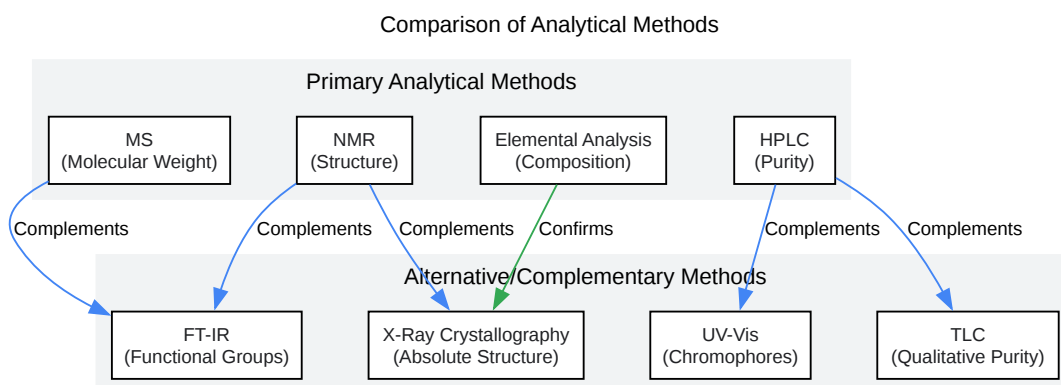 Comparison of Analytical Methods
Primary Analytical Methods
MS
(Molecular Weight)
NMR
(Structure)
Elemental Analysis
(Composition)
HPLC
(Purity)
Complements
Complements
Complements
Confirms
Complements
Complements
Alternative/Complementary Methods
FT-IR
(Functional Groups)
X-Ray Crystallography
(Absolute Structure)
UV-Vis
(Chromophores)
TLC
(Qualitative Purity)